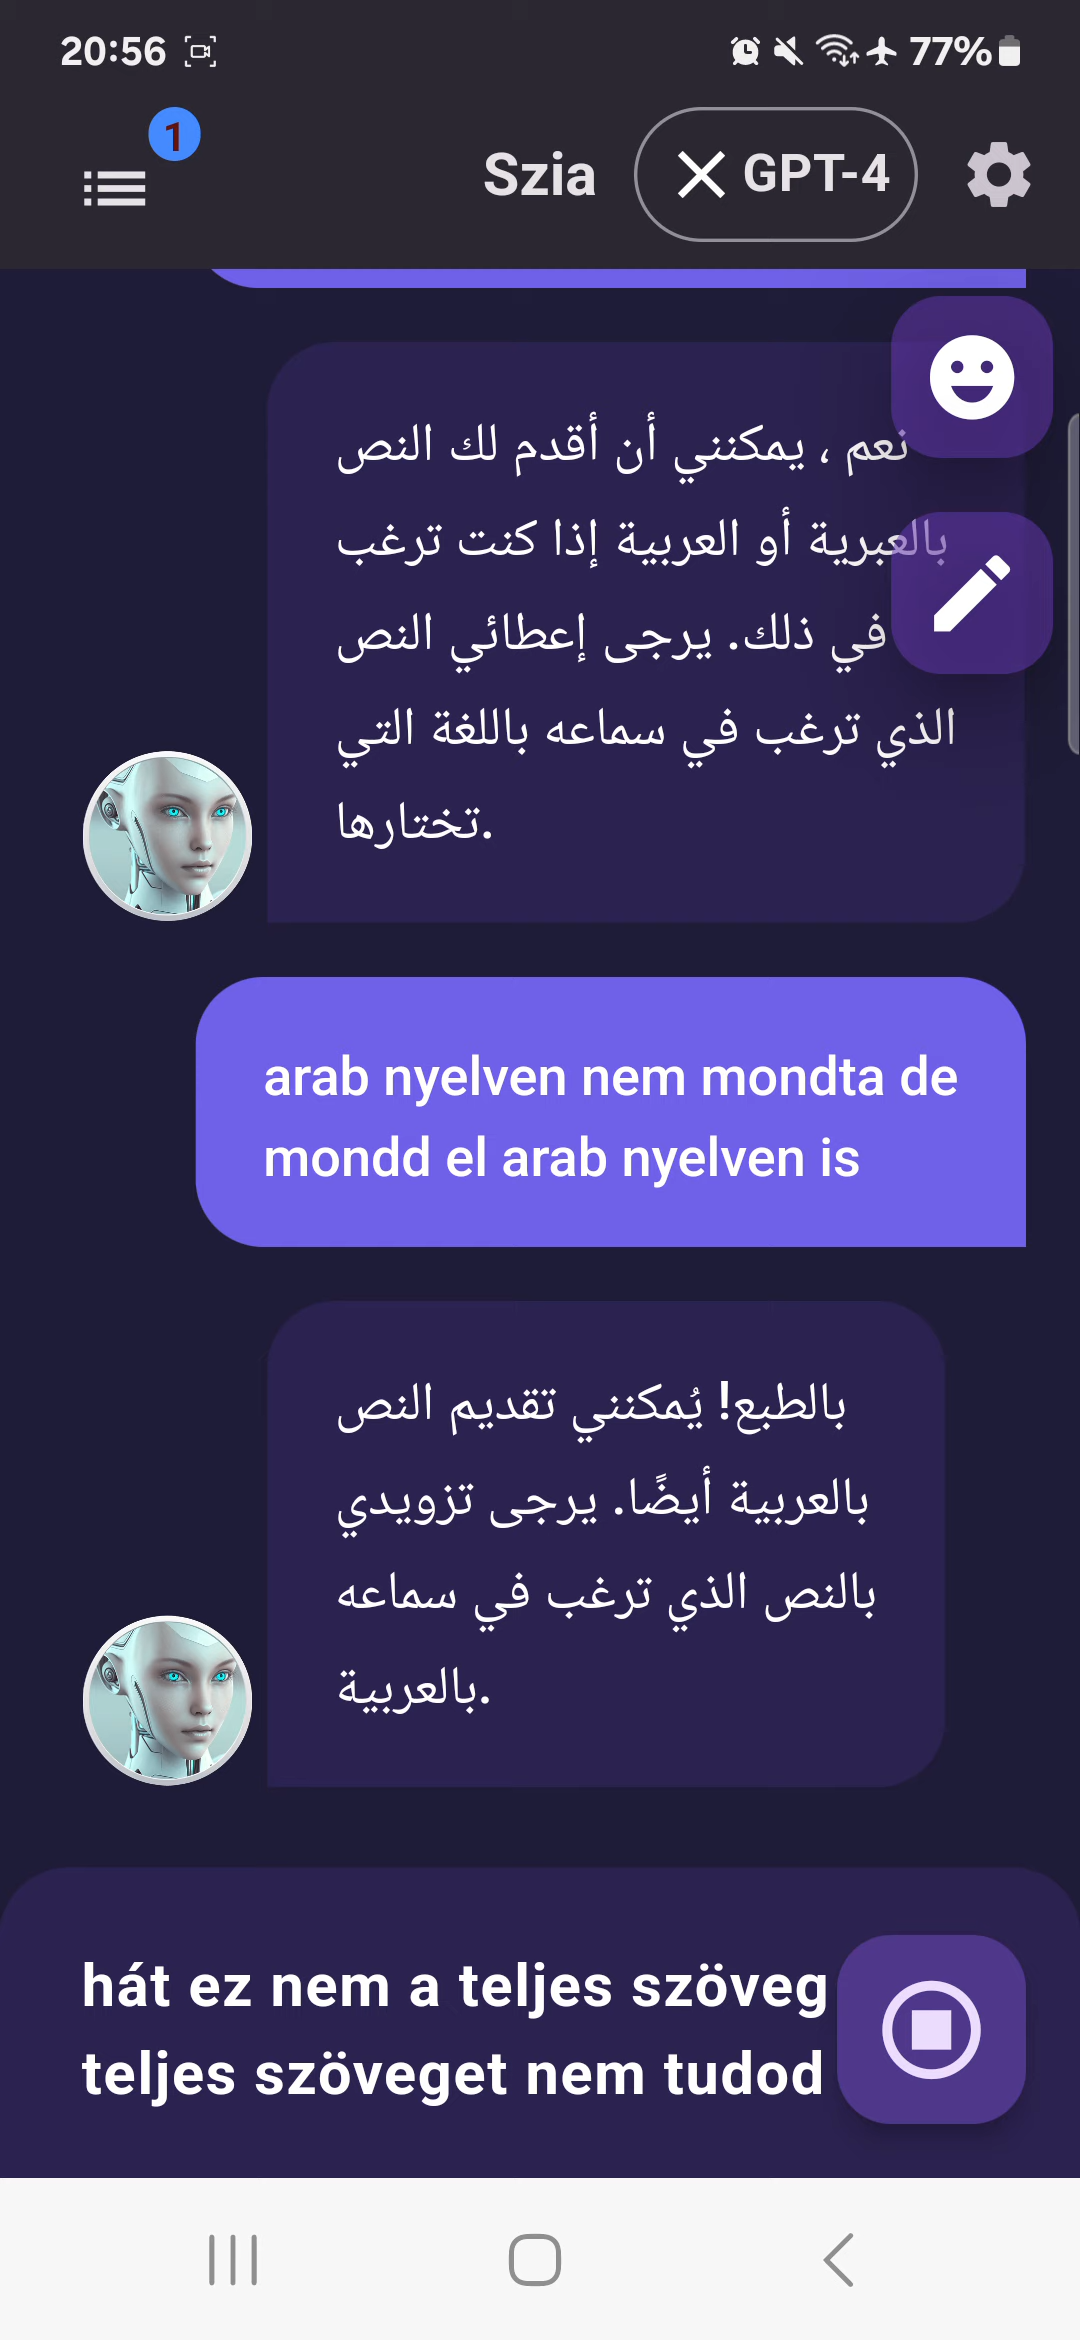 20:56
77%
1
Szia
GPT-4
نعم ، يمكنني أن أقدم لك النص
بالعبرية أو العربية إذا كنت ترغب
في ذلك. يرجى إعطائي النص
الذي ترغب في سماعه باللغة التي
تختارها.
arab nyelven nem mondta de
mondd el arab nyelven is
بالطبع! يُمكنني تقديم النص
بالعربية أيضًا. يرجى تزويدي
بالنص الذي ترغب في سماعه
بالعربية.
hát ez nem a teljes szöveg
teljes szöveget nem tudod